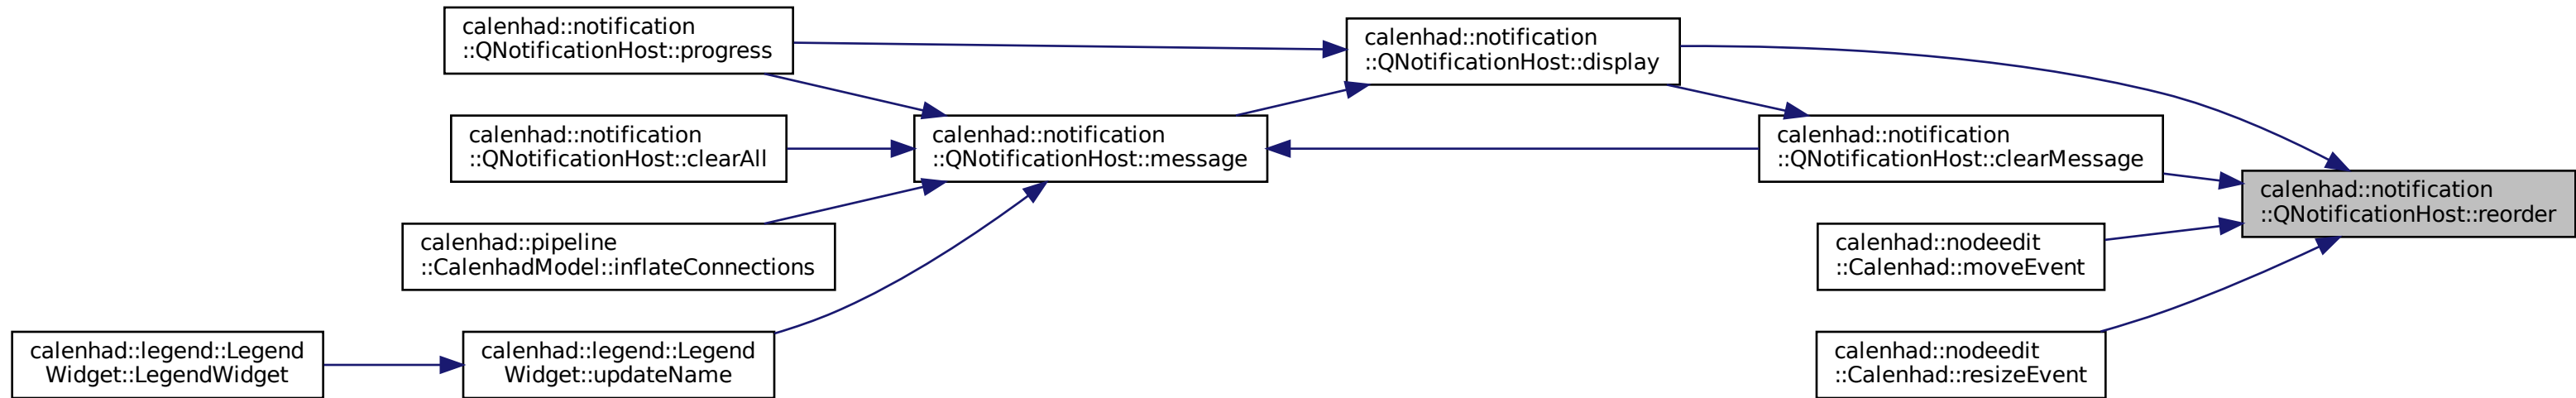 calenhad::notification
::QNotificationHost::progress
calenhad::notification
::QNotificationHost::display
calenhad::notification
::QNotificationHost::clearAll
calenhad::notification
::QNotificationHost::message
calenhad::notification
::QNotificationHost::clearMessage
calenhad::notification
::QNotificationHost::reorder
calenhad::pipeline
::CalenhadModel::inflateConnections
calenhad::nodeedit
::Calenhad::moveEvent
calenhad::legend::Legend
Widget::LegendWidget
calenhad::legend::Legend
Widget::updateName
calenhad::nodeedit
::Calenhad::resizeEvent